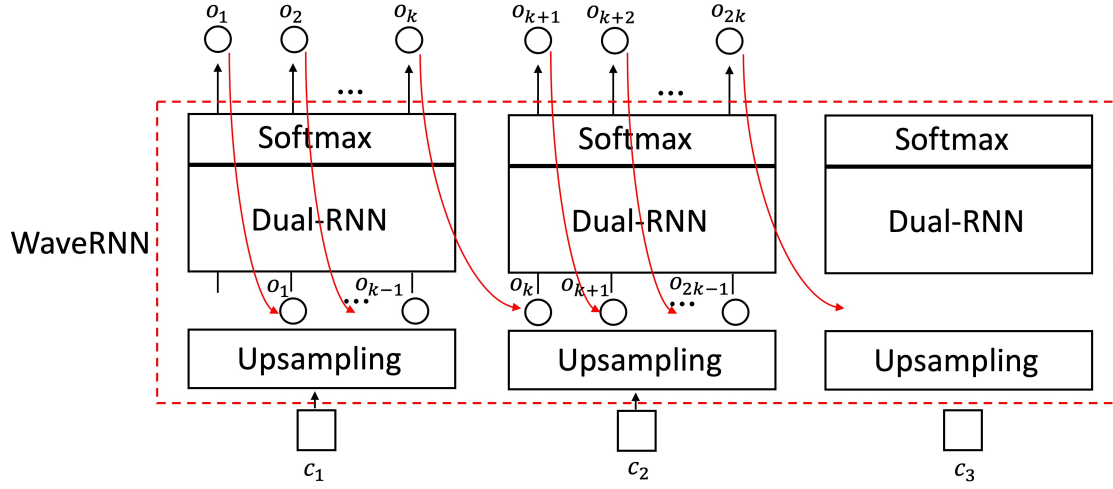 o₁ o₂ oₖ oₖ₊₁ oₖ₊₂ o₂ₖ
... ...
Softmax Softmax Softmax
Dual-RNN Dual-RNN Dual-RNN
WaveRNN
o₁ ... oₖ₋₁ oₖ oₖ₊₁ ... o₂ₖ₋₁
Upsampling Upsampling Upsampling
c₁ c₂ c₃